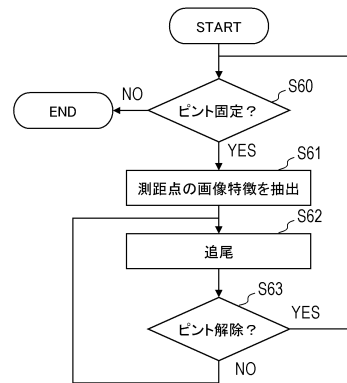 START
S60
NO
END
ピント固定？
YES
S61
測距点の画像特徴を抽出
S62
追尾
S63
ピント解除？
YES
NO